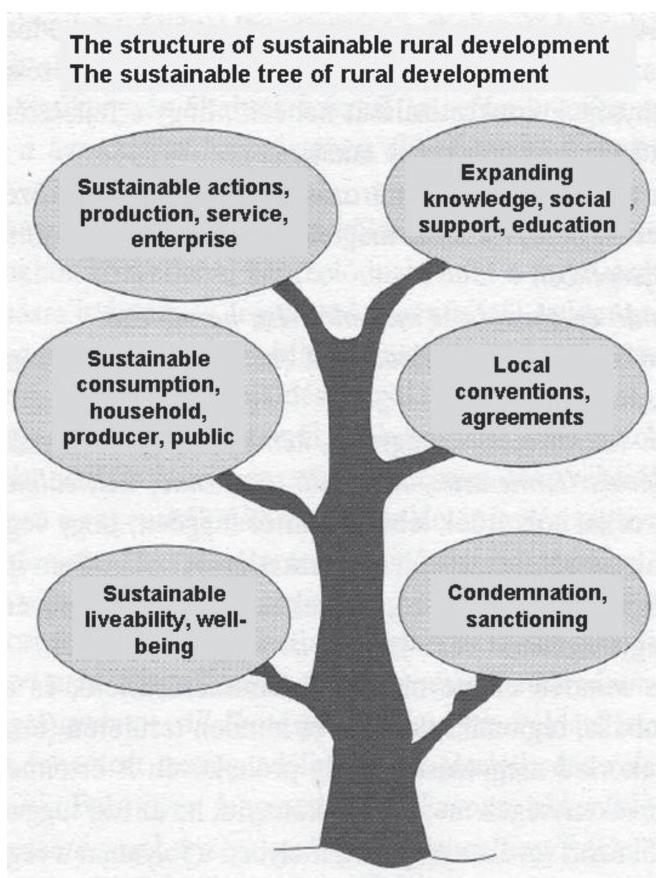 The structure of sustainable rural development
The sustainable tree of rural development
Sustainable actions,
production, service,
enterprise
Expanding
knowledge, social
support, education
Sustainable
consumption,
household,
producer, public
Local
conventions,
agreements
Sustainable
liveability, well-
being
Condemnation,
sanctioning